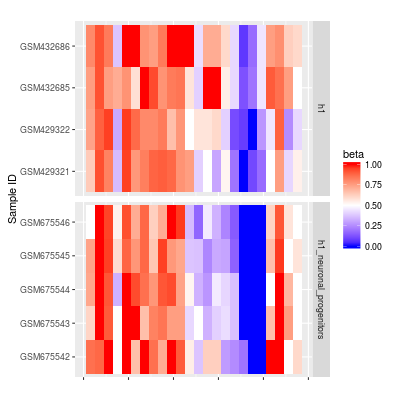 GSM432686
GSM432685
GSM429322
GSM429321
h1
GSM675546
GSM675545
GSM675544
GSM675543
GSM675542
h1_neuronal_progenitors
Sample ID
beta
1.00
0.75
0.50
0.25
0.00